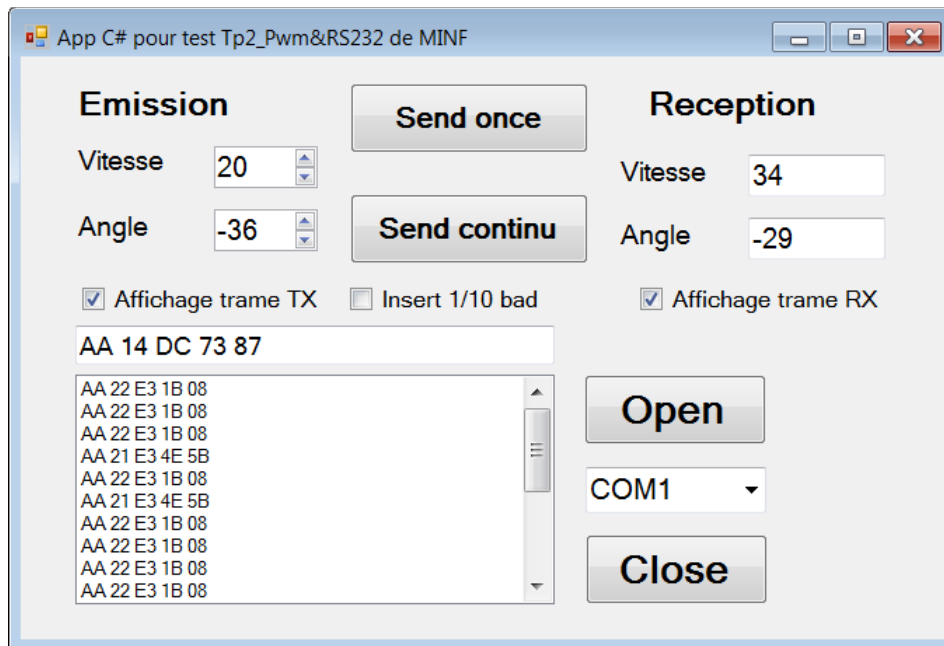 App C# pour test Tp2_Pwm&RS232 de MINF
Emission
Send once
Reception
Vitesse
20
Vitesse
34
Angle
-36
Send continu
Angle
-29
Affichage trame TX
Insert 1/10 bad
Affichage trame RX
AA 14 DC 73 87
AA 22 E3 1B 08
AA 22 E3 1B 08
AA 22 E3 1B 08
AA 21 E3 4E 5B
AA 22 E3 1B 08
AA 21 E3 4E 5B
AA 22 E3 1B 08
AA 22 E3 1B 08
AA 22 E3 1B 08
AA 22 E3 1B 08
Open
COM1
Close